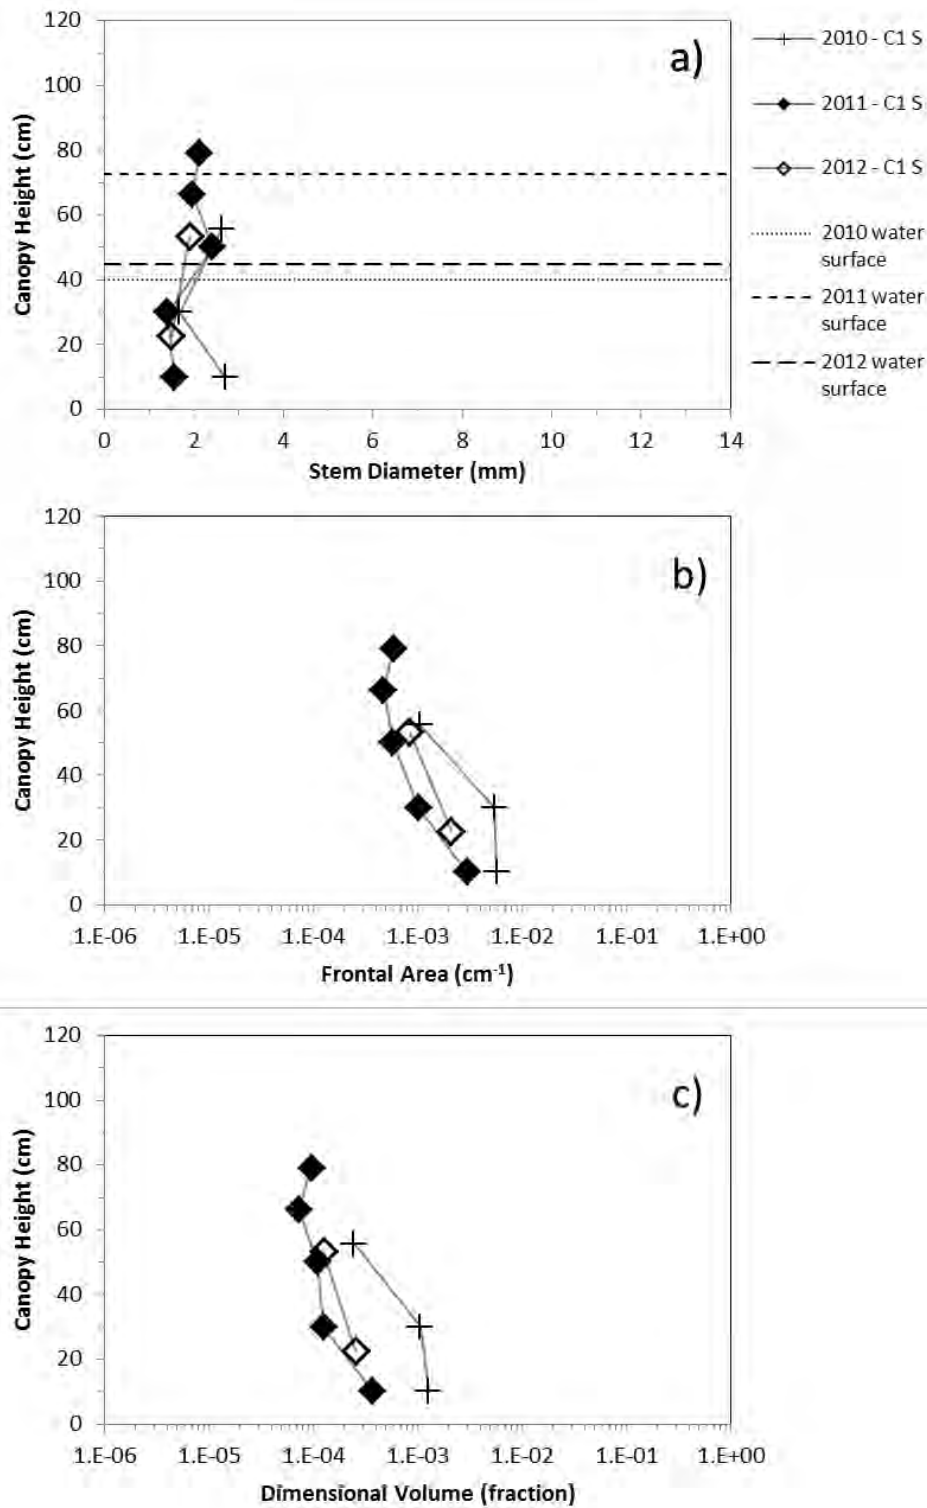 120
100
80
60
40
20
0
Canopy Height (cm)
a)
0 2 4 6 8 10 12 14
Stem Diameter (mm)
2010 - C1 S
2011 - C1 S
2012 - C1 S
2010 water
surface
2011 water
surface
2012 water
surface
120
100
80
60
40
20
0
Canopy Height (cm)
b)
1.E-06 1.E-05 1.E-04 1.E-03 1.E-02 1.E-01 1.E+00
Frontal Area (cm⁻¹)
120
100
80
60
40
20
0
Canopy Height (cm)
c)
1.E-06 1.E-05 1.E-04 1.E-03 1.E-02 1.E-01 1.E+00
Dimensional Volume (fraction)